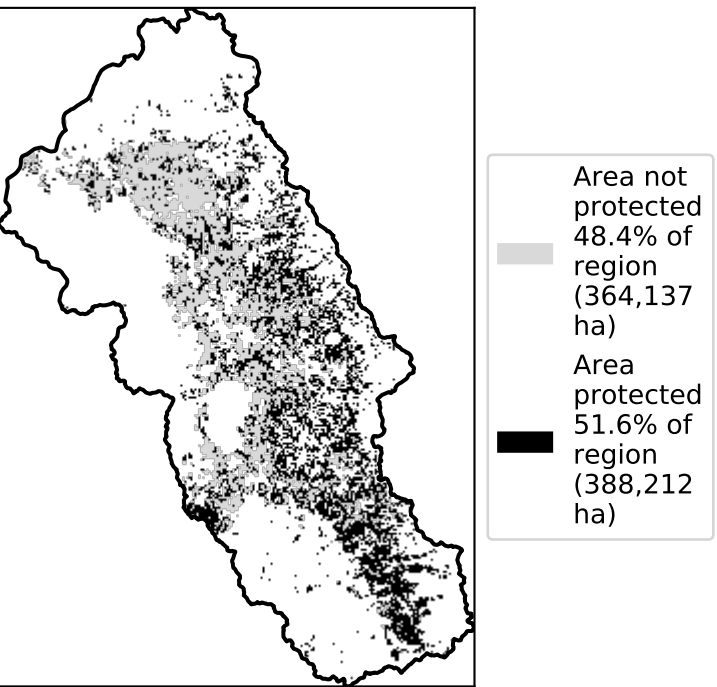 Area not
protected
48.4% of
region
(364,137
ha)
Area
protected
51.6% of
region
(388,212
ha)